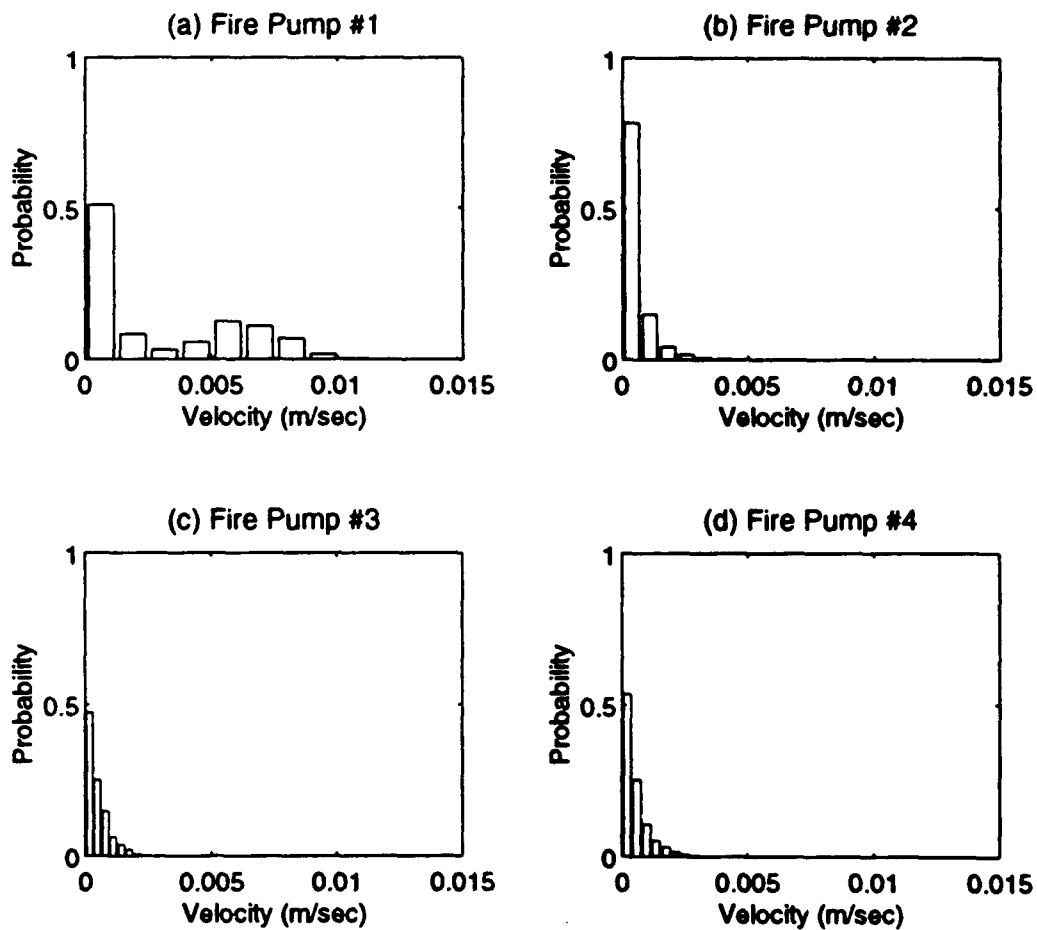 (a) Fire Pump #1
1
0.5
0
Probability
0 0.005 0.01 0.015
Velocity (m/sec)
(b) Fire Pump #2
1
0.5
0
Probability
0 0.005 0.01 0.015
Velocity (m/sec)
(c) Fire Pump #3
1
0.5
0
Probability
0 0.005 0.01 0.015
Velocity (m/sec)
(d) Fire Pump #4
1
0.5
0
Probability
0 0.005 0.01 0.015
Velocity (m/sec)